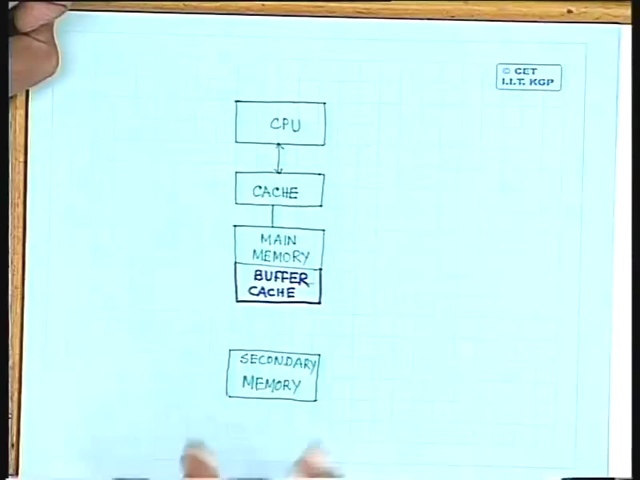 © CET
I.I.T. KGP
CPU
CACHE
MAIN
MEMORY
BUFFER
CACHE
SECONDARY
MEMORY